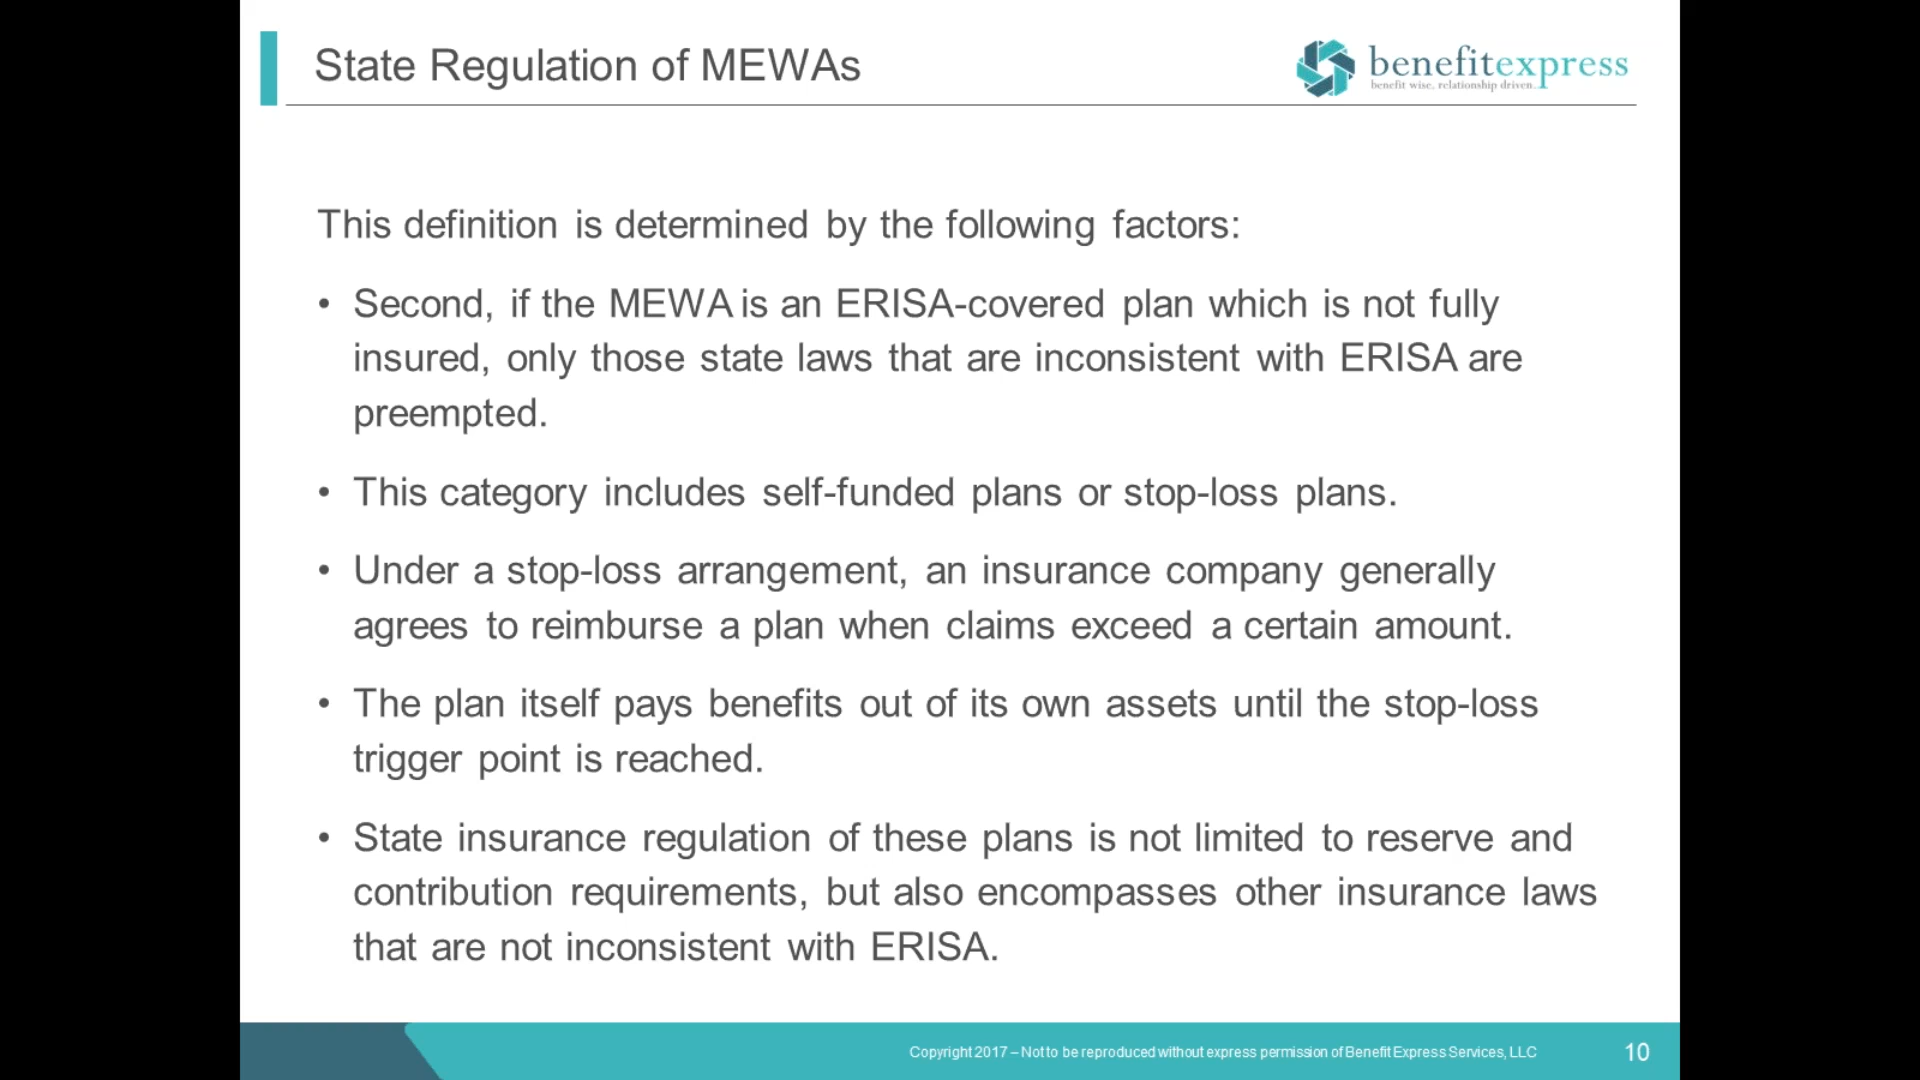 State Regulation of MEWAs
benefitexpress
benefit wise. relationship driven.
This definition is determined by the following factors:
• Second, if the MEWA is an ERISA-covered plan which is not fully
insured, only those state laws that are inconsistent with ERISA are
preempted.
• This category includes self-funded plans or stop-loss plans.
• Under a stop-loss arrangement, an insurance company generally
agrees to reimburse a plan when claims exceed a certain amount.
• The plan itself pays benefits out of its own assets until the stop-loss
trigger point is reached.
• State insurance regulation of these plans is not limited to reserve and
contribution requirements, but also encompasses other insurance laws
that are not inconsistent with ERISA.
Copyright 2017 – Not to be reproduced without express permission of Benefit Express Services, LLC
10